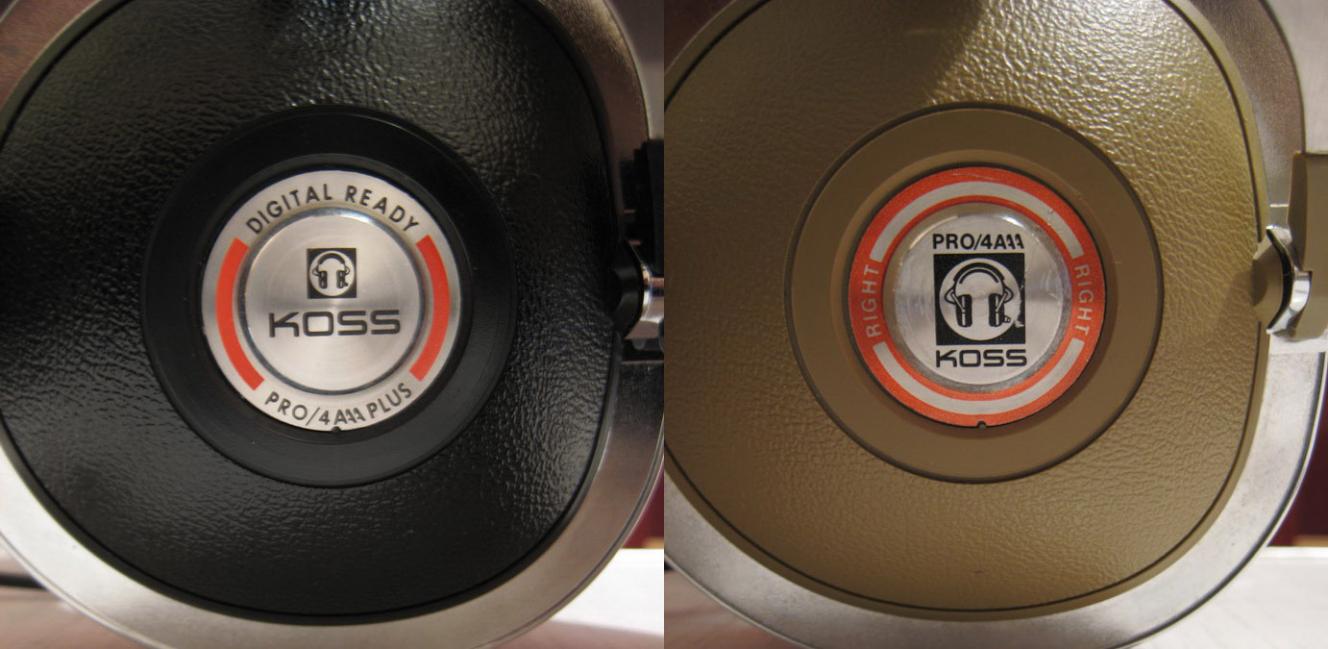 DIGITAL READY
KOSS
PRO/4AAA PLUS
PRO/4AAA
RIGHT
RIGHT
KOSS